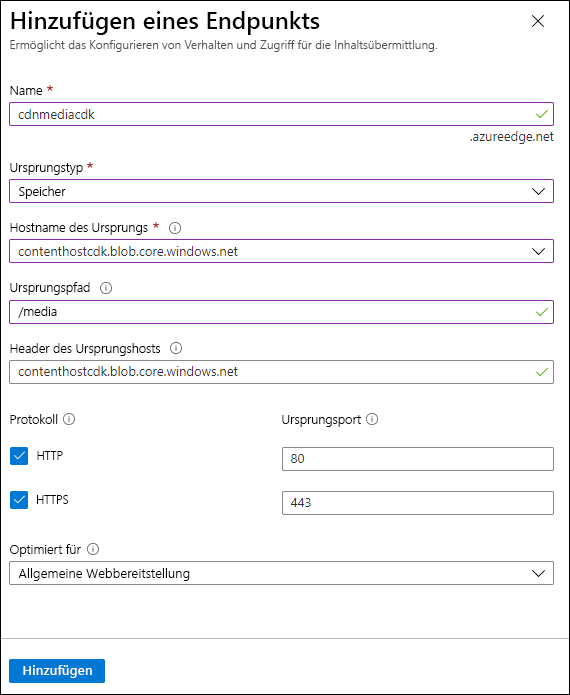 Hinzufügen eines Endpunkts
Ermöglicht das Konfigurieren von Verhalten und Zugriff für die Inhaltsübermittlung.
Name *
cdnmediacdk
.azureedge.net
Ursprungstyp *
Speicher
Hostname des Ursprungs *
contenthostcdk.blob.core.windows.net
Ursprungspfad
/media
Header des Ursprungshosts
contenthostcdk.blob.core.windows.net
Protokoll Ursprungsport
HTTP 80
HTTPS 443
Optimiert für
Allgemeine Webbereitstellung
Hinzufügen